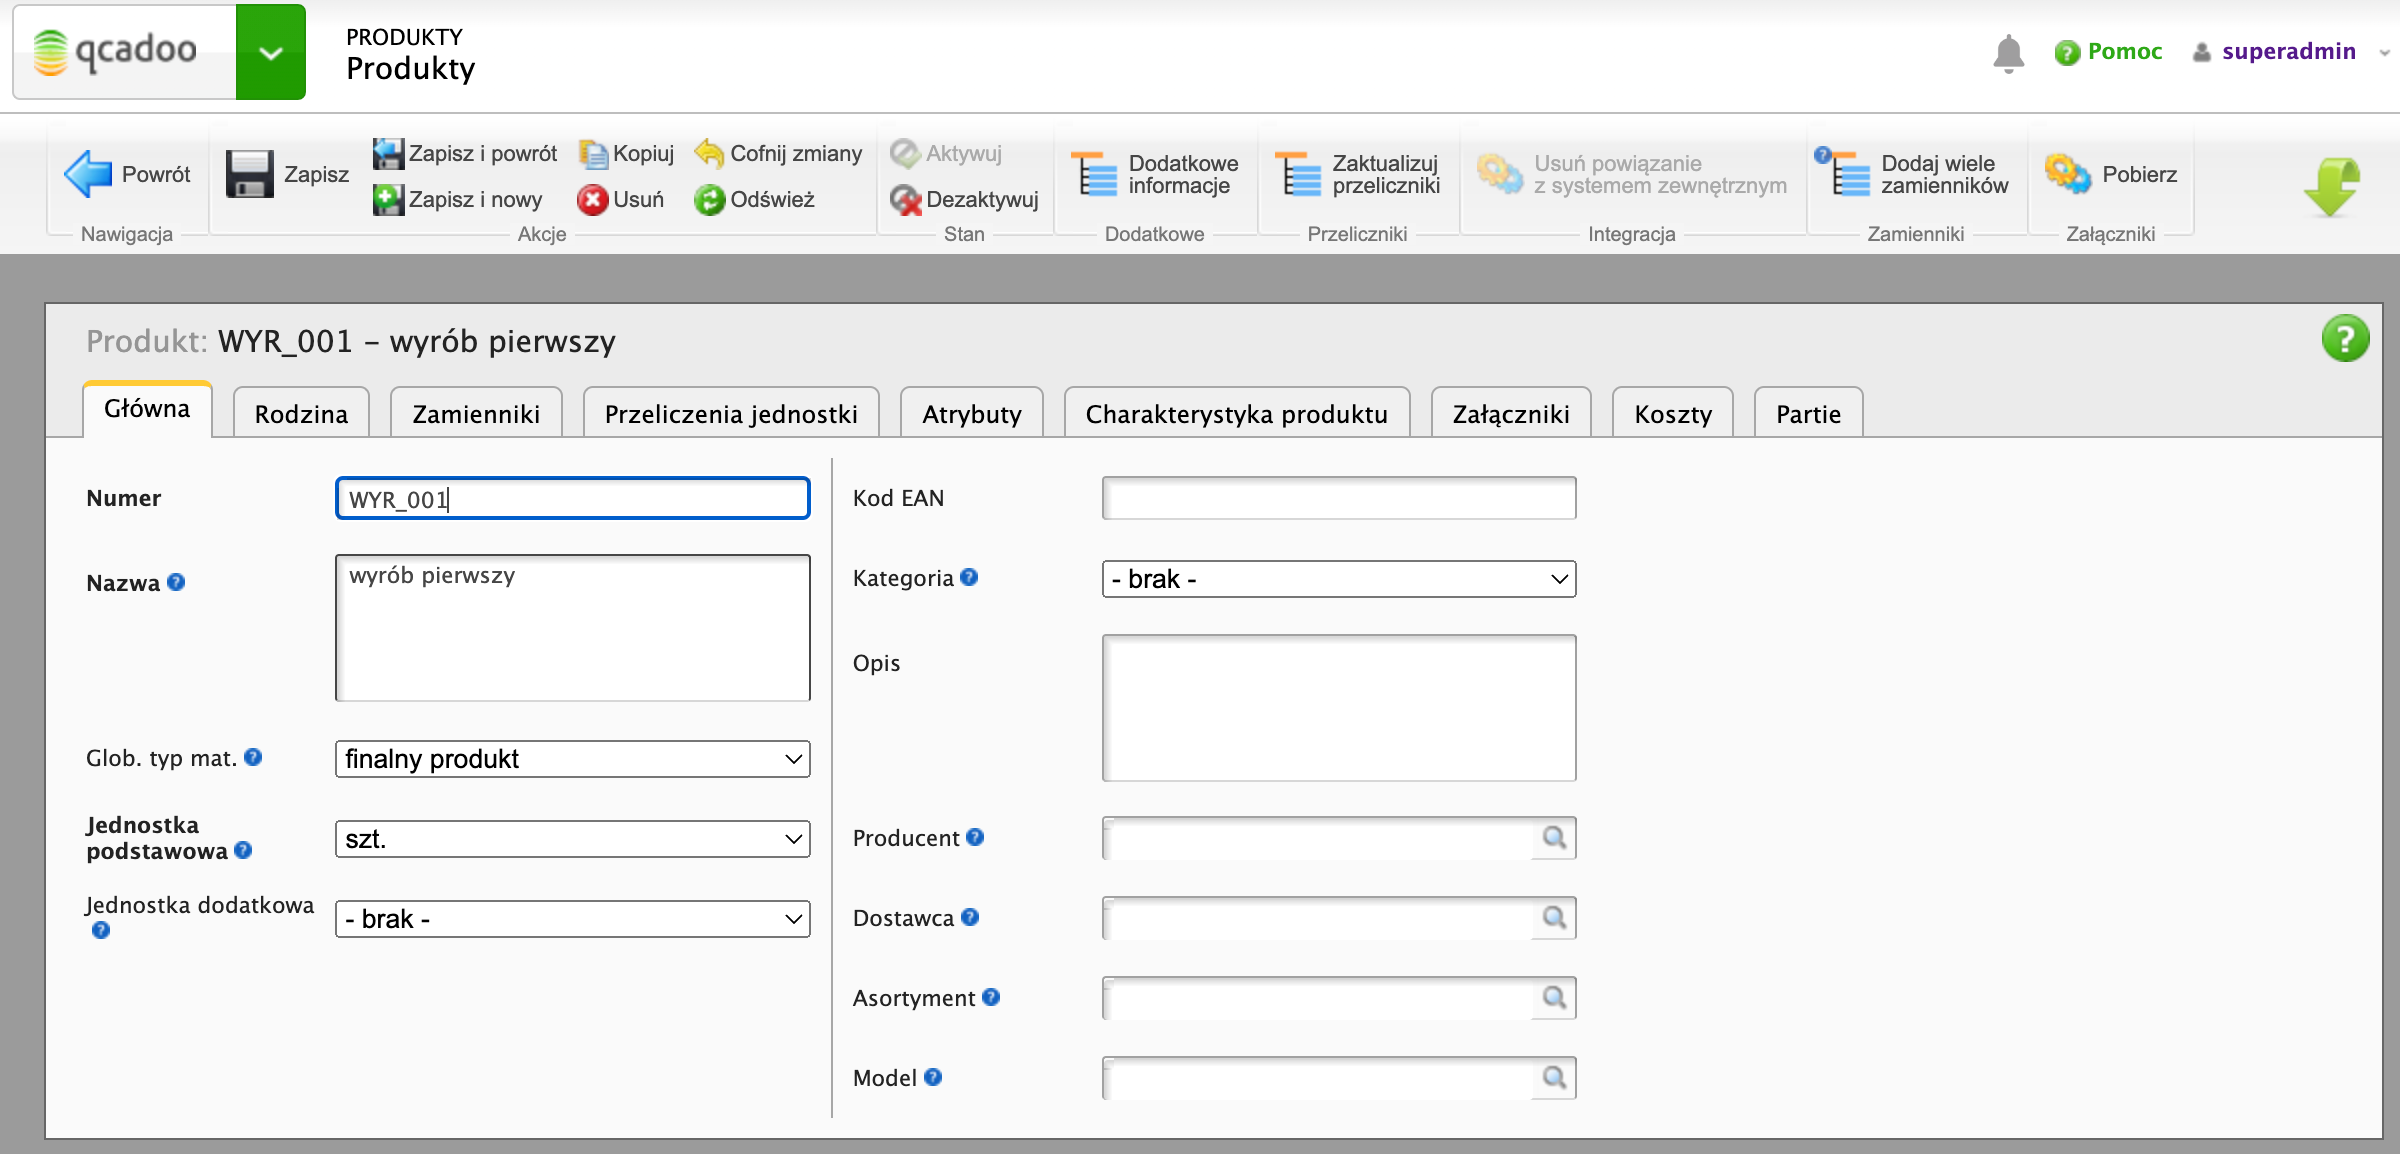 qcadoo
PRODUKTY
Produkty
Pomoc
superadmin
Powrót
Zapisz
Zapisz i powrót
Zapisz i nowy
Kopiuj
Usuń
Cofnij zmiany
Odśwież
Aktywuj
Dezaktywuj
Dodatkowe
informacje
Zaktualizuj
przeliczniki
Usuń powiązanie
z systemem zewnętrznym
Dodaj wiele
zamienników
Pobierz
Nawigacja
Akcje
Stan
Dodatkowe
Przeliczniki
Integracja
Zamienniki
Załączniki
Produkt: WYR_001 - wyrób pierwszy
Główna
Rodzina
Zamienniki
Przeliczenia jednostki
Atrybuty
Charakterystyka produktu
Załączniki
Koszty
Partie
Numer
WYR_001
Nazwa
wyrób pierwszy
Glob. typ mat.
finalny produkt
Jednostka
podstawowa
szt.
Jednostka dodatkowa
- brak -
Kod EAN
Kategoria
- brak -
Opis
Producent
Dostawca
Asortyment
Model